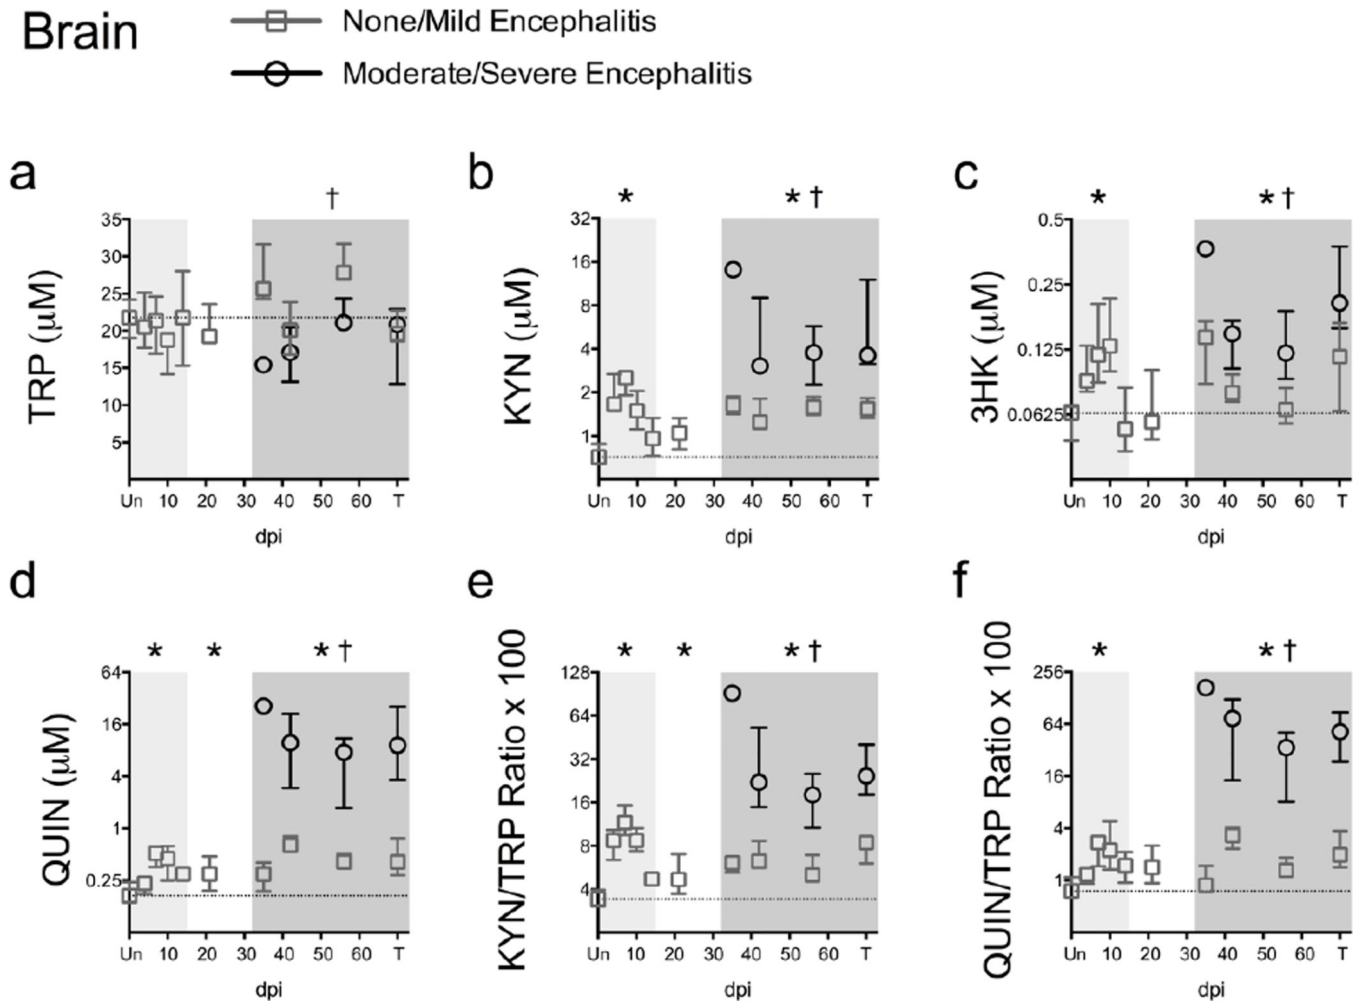 Brain
None/Mild Encephalitis
Moderate/Severe Encephalitis
a
†
TRP (µM)
35
30
25
20
15
10
5
Un 10 20 30 40 50 60 T
dpi
b
* * †
KYN (µM)
32
16
8
4
2
1
Un 10 20 30 40 50 60 T
dpi
c
* * †
3HK (µM)
0.5
0.25
0.125
0.0625
Un 10 20 30 40 50 60 T
dpi
d
* * * †
QUIN (µM)
64
16
4
1
0.25
Un 10 20 30 40 50 60 T
dpi
e
* * * †
KYN/TRP Ratio x 100
128
64
32
16
8
4
Un 10 20 30 40 50 60 T
dpi
f
* * †
QUIN/TRP Ratio x 100
256
64
16
4
1
Un 10 20 30 40 50 60 T
dpi